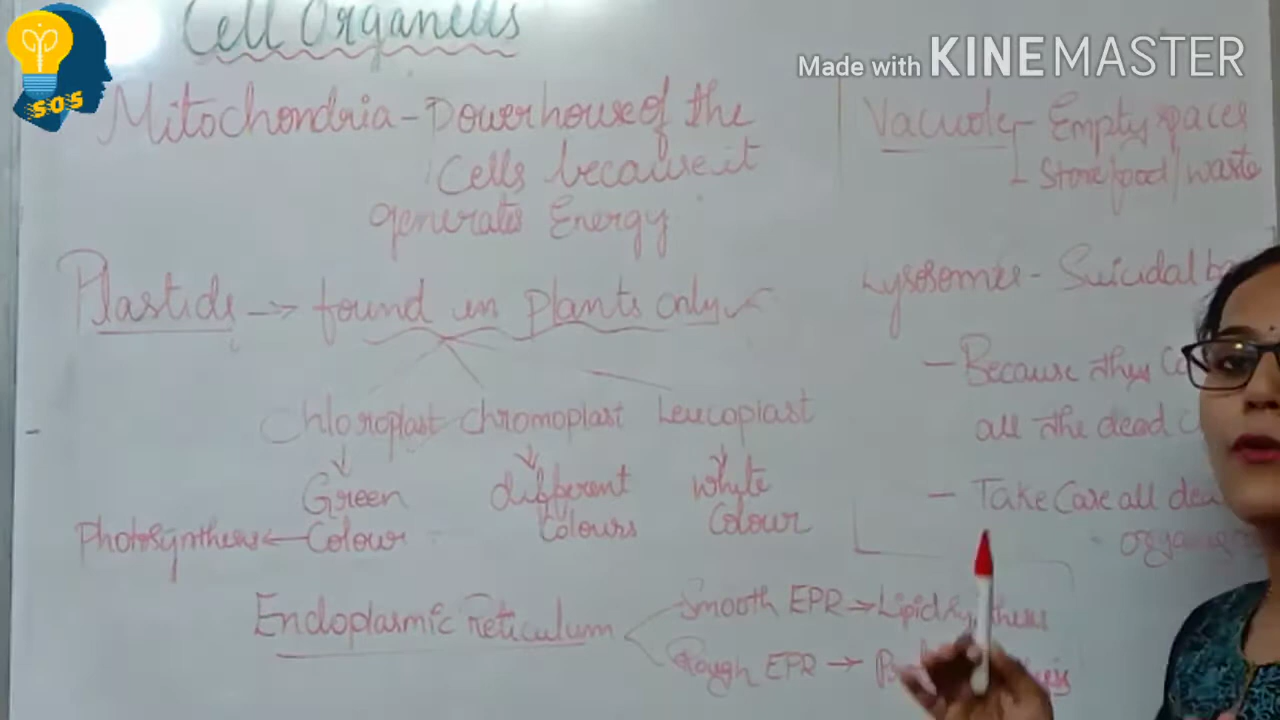 Cell Organells
SOS
Made with KINEMASTER
Mitochondria - Powerhouse of the
Cells because it
generates Energy
Vacuole - Empty spaces
- Store food / waste
Plastids -> found in plants only
Lysosomes - Suicidal
- Because they
all the dead
- Take Care all
Chloroplast Chromoplast Leucoplast
Green different White
Photosynthesis <- Colour Colours Colour
Endoplasmic Reticulum
Smooth EPR -> Lipid
Rough EPR ->